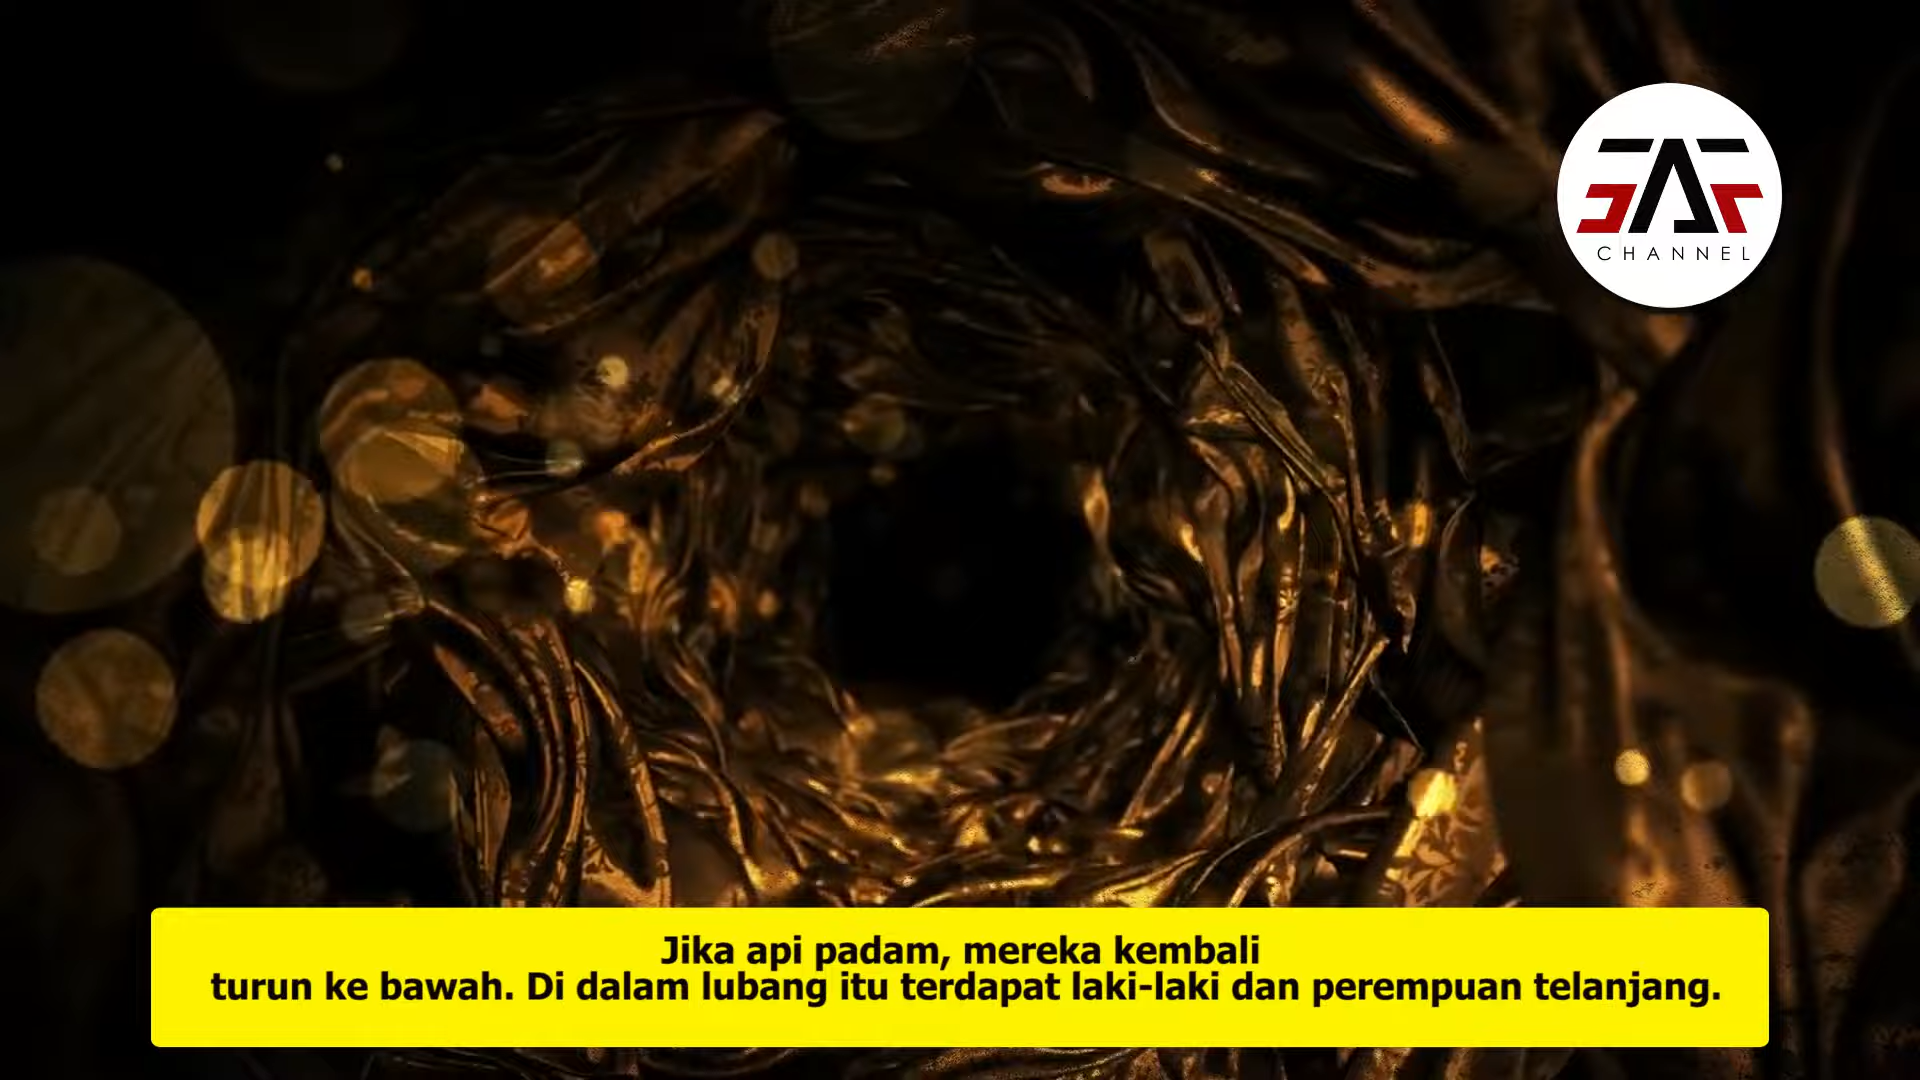 CHANNEL
Jika api padam, mereka kembali
turun ke bawah. Di dalam lubang itu terdapat laki-laki dan perempuan telanjang.